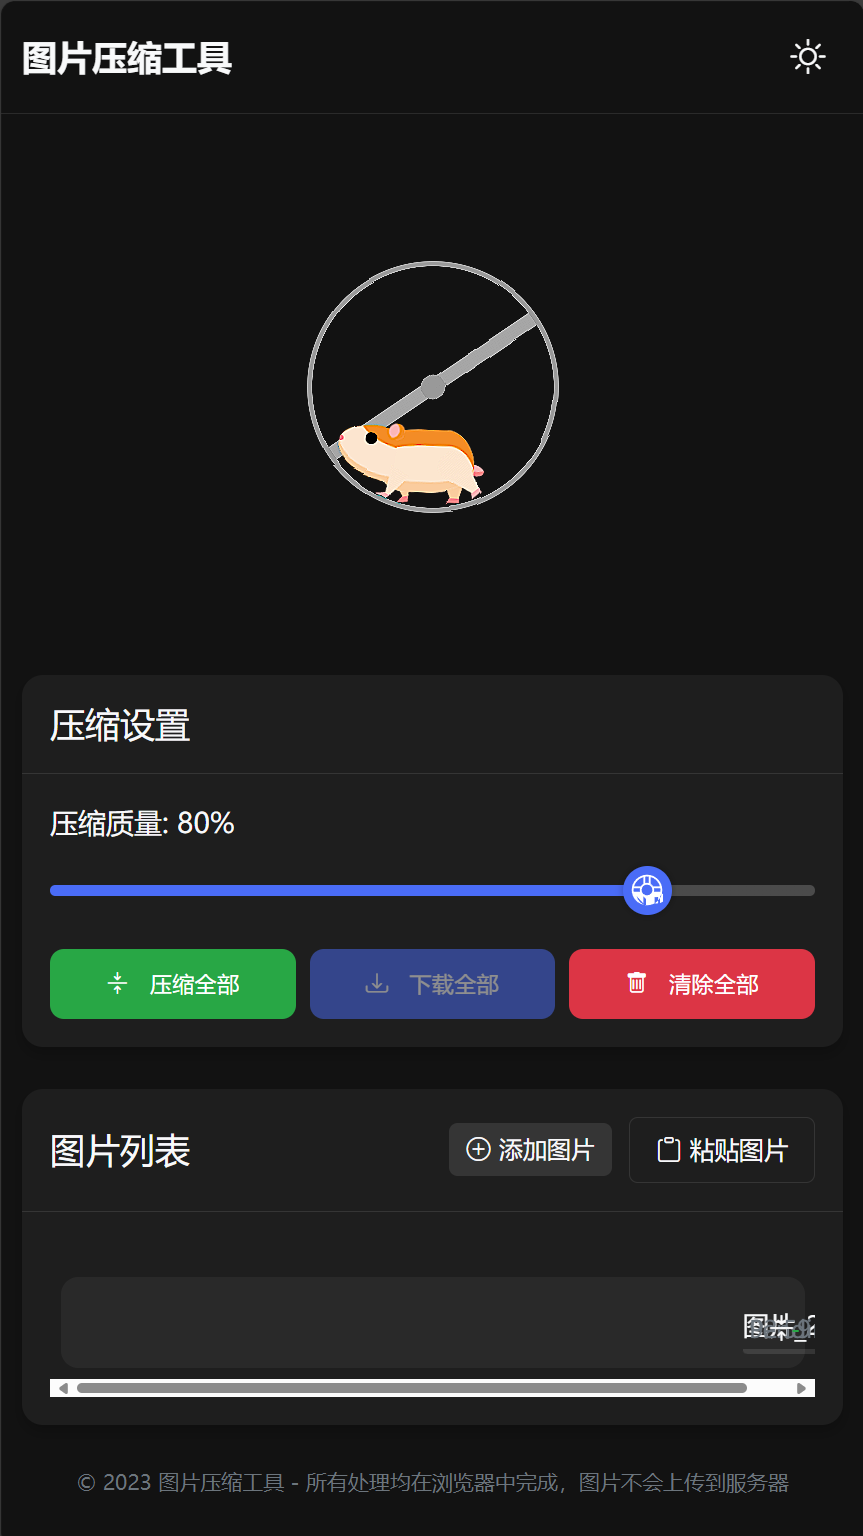 图片压缩工具
压缩设置
压缩质量: 80%
压缩全部
下载全部
清除全部
图片列表
添加图片
粘贴图片
© 2023 图片压缩工具 - 所有处理均在浏览器中完成，图片不会上传到服务器